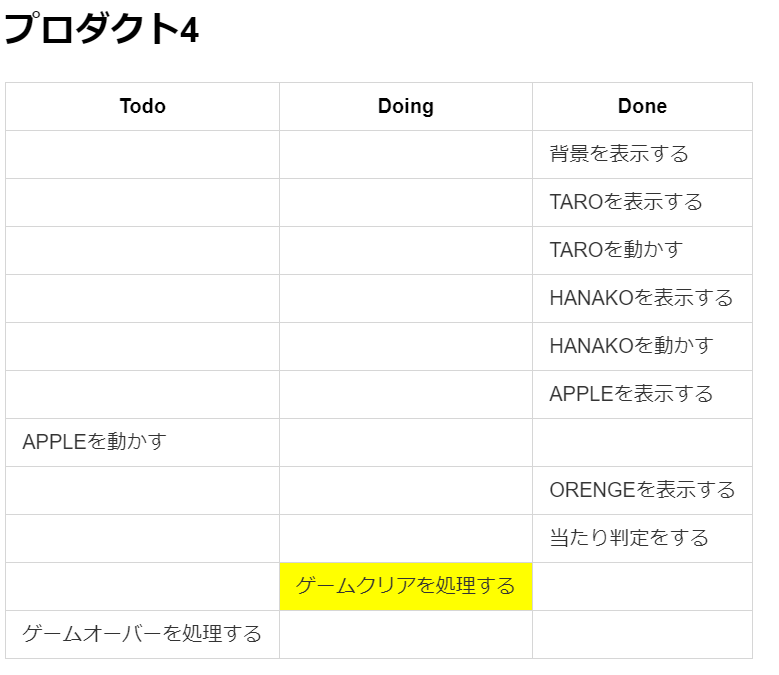 プロダクト4
Todo Doing Done
背景を表示する
TAROを表示する
TAROを動かす
HANAKOを表示する
HANAKOを動かす
APPLEを表示する
APPLEを動かす
ORENGEを表示する
当たり判定をする
ゲームクリアを処理する
ゲームオーバーを処理する